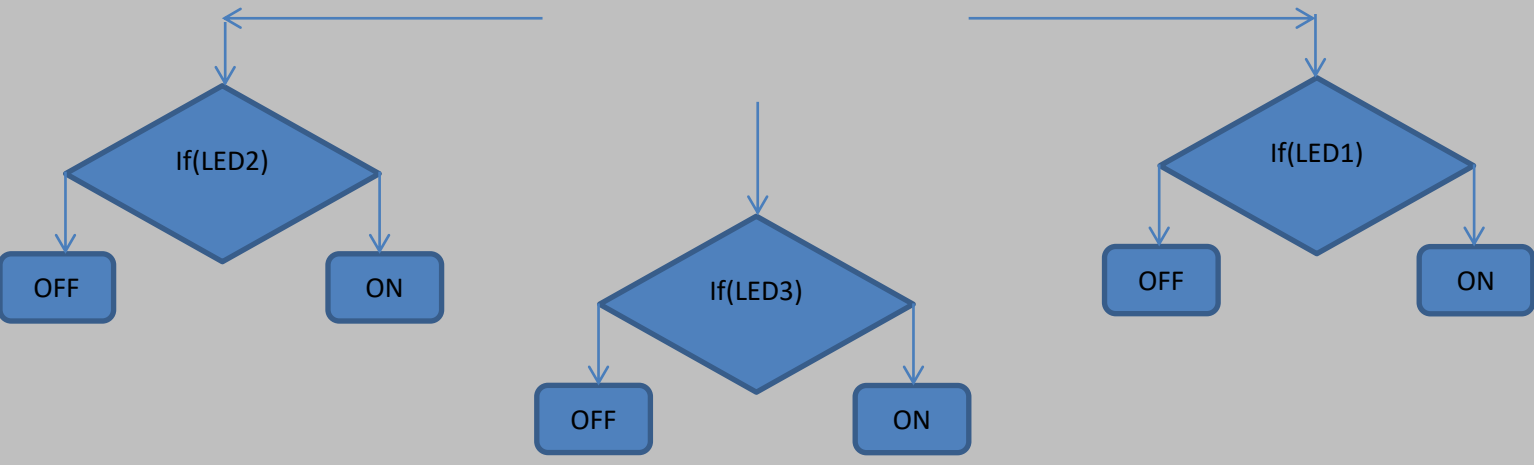 If(LED2)
OFF
ON
If(LED3)
OFF
ON
If(LED1)
OFF
ON